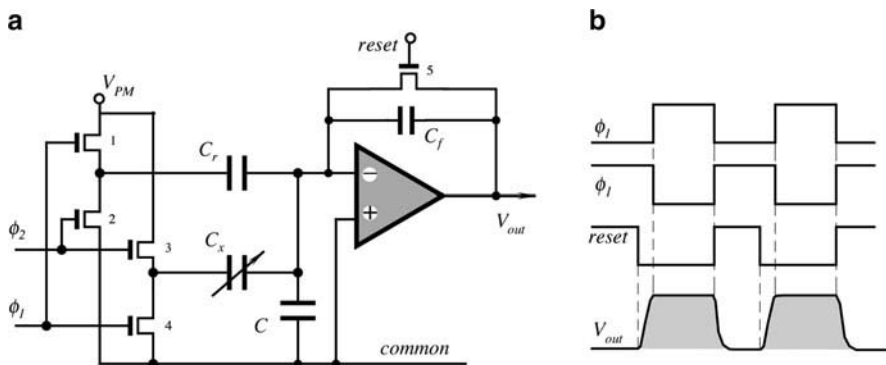 a
b
reset
5
V_PM
1
C_r
C_f
ϕ_1
−
+
V_out
2
ϕ_2
3
C_x
ϕ_1
4
C
common
ϕ_1
reset
V_out